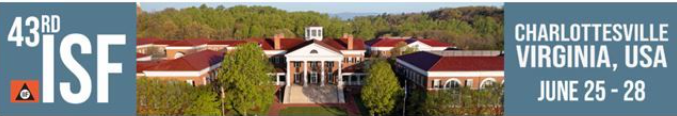 43RD
ISF
CHARLOTTESVILLE
VIRGINIA, USA
JUNE 25 - 28